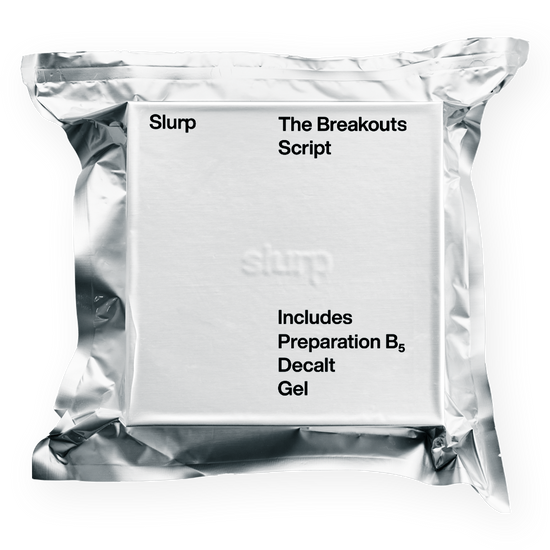 Slurp
The Breakouts
Script
slurp
Includes
Preparation B₅
Decalt
Gel